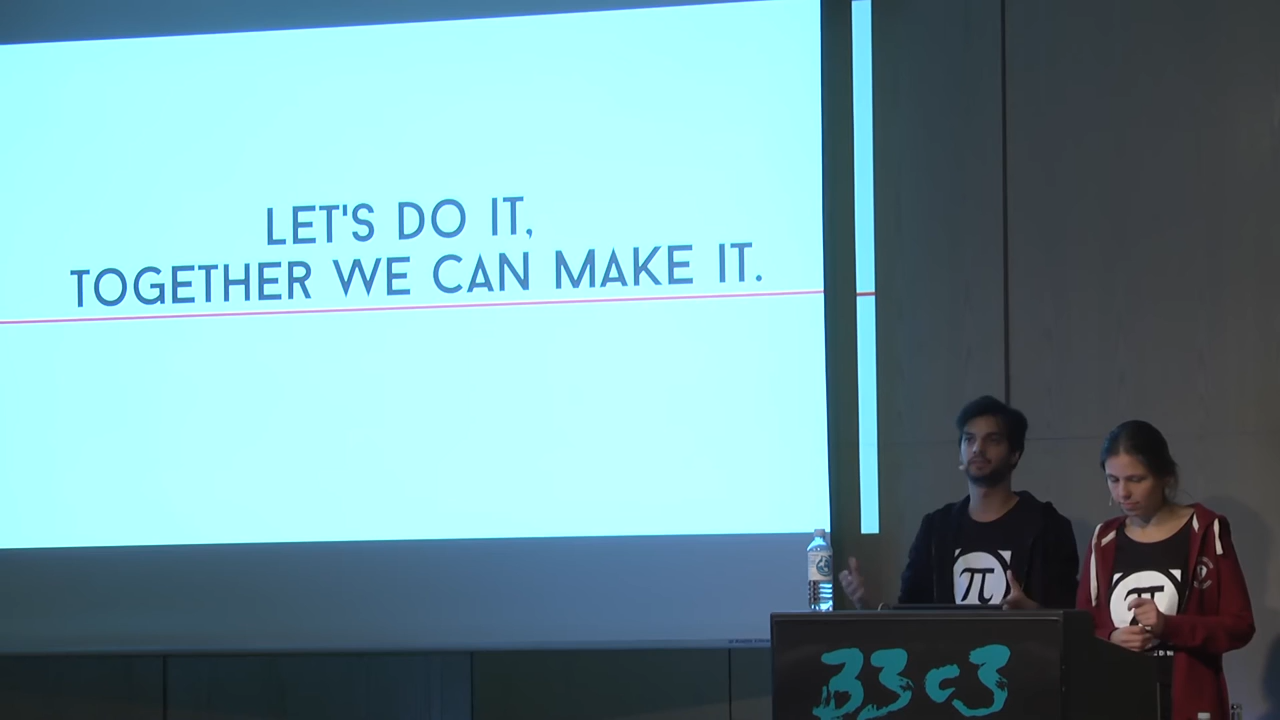 LET'S DO IT,
TOGETHER WE CAN MAKE IT.
π
π
33c3